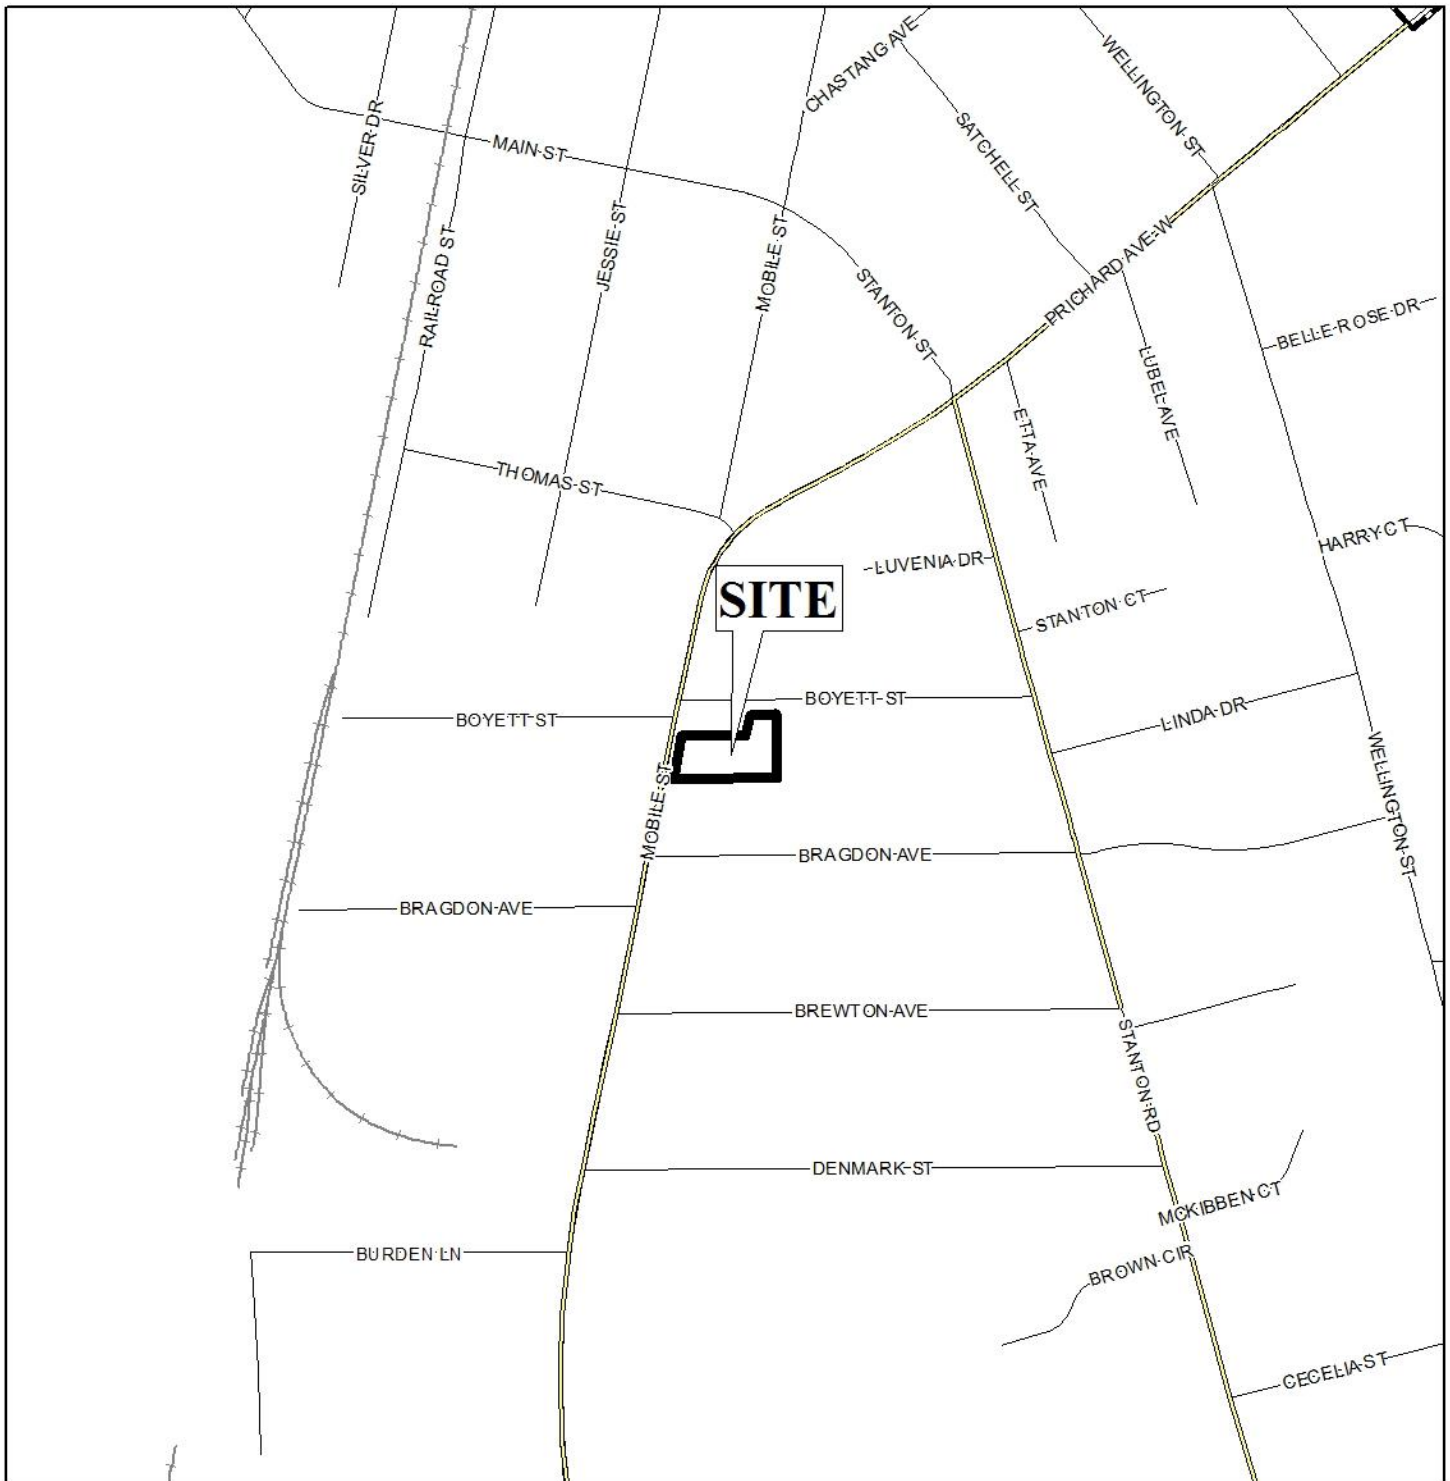 CHASTANG AVE
WELLINGTON ST
SILVER DR
MAIN ST
SATCHELL ST
RAILROAD ST
JESSIE ST
MOBILE ST
STANTON ST
PRICHARD AVE W
BELLE ROSE DR
LUBEL AVE
ETTA AVE
THOMAS ST
HARRY CT
LUVENIA DR
SITE
STANTON CT
BOYETT ST
BOYETT ST
LINDA DR
MOBILE ST
WELLINGTON ST
BRAGDON AVE
BRAGDON AVE
BREWTON AVE
STANTON RD
DENMARK ST
MCKIBBEN CT
BURDEN LN
BROWN CIR
CECELIA ST